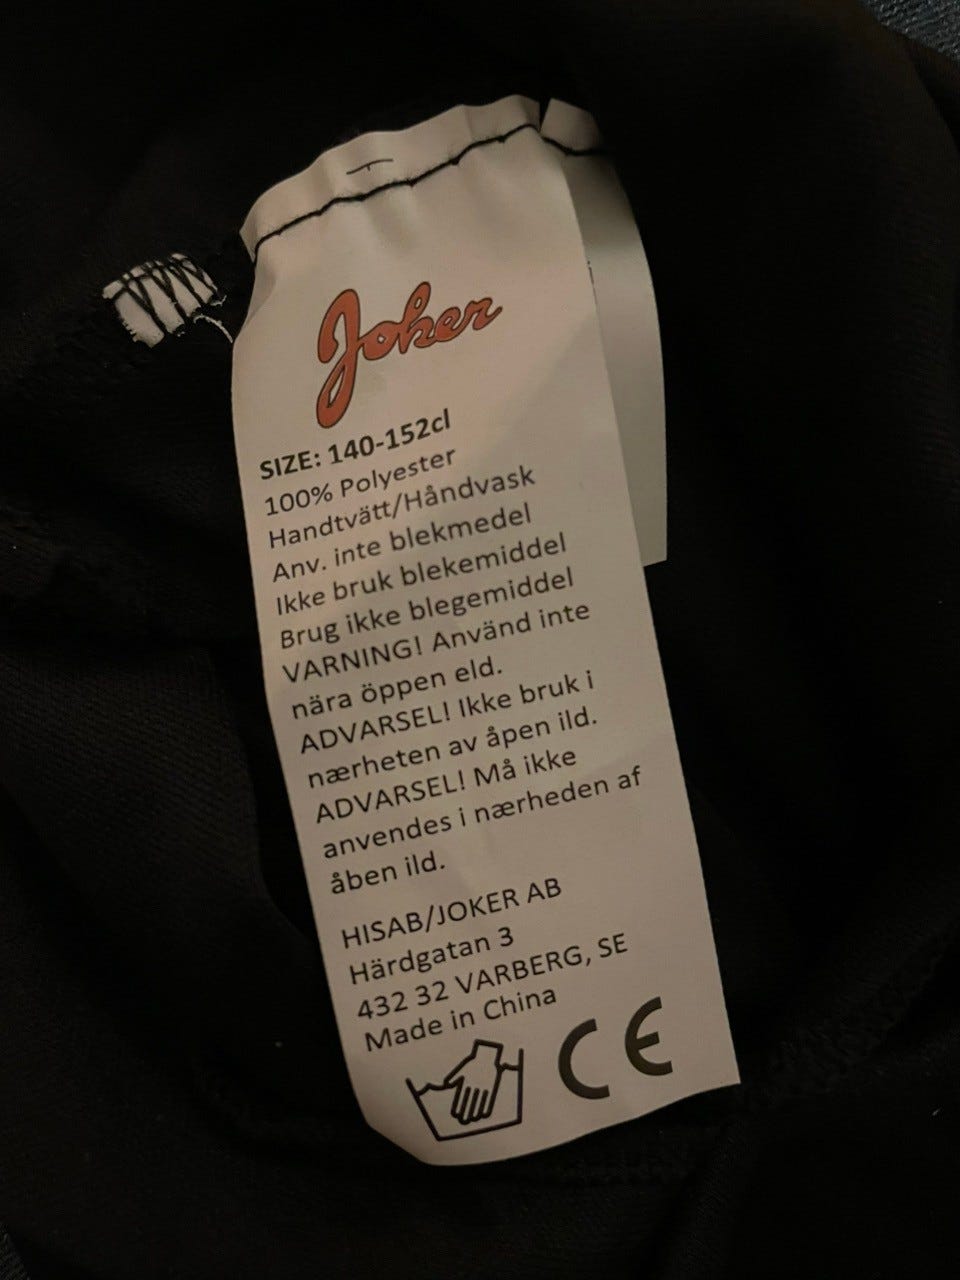 Joker
SIZE: 140-152cl
100% Polyester
Handtvätt/Håndvask
Anv. inte blekmedel
Ikke bruk blekemiddel
Brug ikke blegemiddel
VARNING! Använd inte
nära öppen eld.
ADVARSEL! Ikke bruk i
nærheten av åpen ild.
ADVARSEL! Må ikke
anvendes i nærheden af
åben ild.
HISAB/JOKER AB
Härdgatan 3
432 32 VARBERG, SE
Made in China
CE